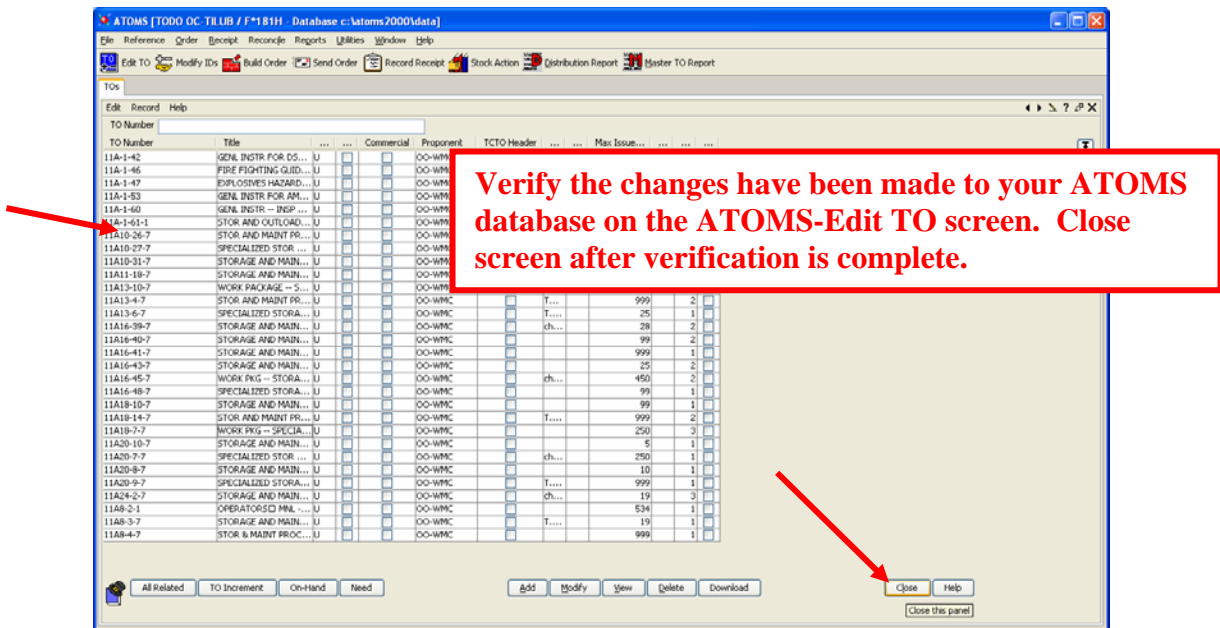 ATOMS [TODO OC-TILUB / F*181H - Database c:\atoms2000\data]
File Reference Order Receipt Reconcile Reports Utilities Window Help
Edit TO Modify IDs Build Order Send Order Record Receipt Stock Action Distribution Report Master TO Report
TOs
Edit Record Help
TO Number
TO Number Title ... ... Commercial Proponent TCTO Header ... ... Max Issue... ... ... ...
11A-1-42 GENL INSTR FOR DS... U OO-WMC
11A-1-46 FIRE FIGHTING GUID... U OO-WMC
11A-1-47 EXPLOSIVES HAZARD... U OO-WMC
11A-1-53 GENL INSTR FOR AM... U OO-WMC
11A-1-60 GENL INSTR -- INSP ... U OO-WMC
11A-1-61-1 STOR AND OUTLOAD... U OO-WMC
11A10-26-7 STOR AND MAINT PR... U OO-WMC
11A10-27-7 SPECIALIZED STOR ... U OO-WMC
11A10-31-7 STORAGE AND MAIN... U OO-WMC
11A11-18-7 STORAGE AND MAIN... U OO-WMC
11A13-10-7 WORK PACKAGE -- S... U OO-WMC
Verify the changes have been made to your ATOMS
database on the ATOMS-Edit TO screen. Close
screen after verification is complete.
11A13-4-7 STOR AND MAINT PR... U OO-WMC T... 999 2
11A13-6-7 SPECIALIZED STORA... U OO-WMC T.... 25 1
11A16-39-7 STORAGE AND MAIN... U OO-WMC ch... 28 2
11A16-40-7 STORAGE AND MAIN... U OO-WMC 99 2
11A16-41-7 STORAGE AND MAIN... U OO-WMC 999 1
11A16-43-7 STORAGE AND MAIN... U OO-WMC 25 2
11A16-45-7 WORK PKG -- STORA... U OO-WMC ch... 450 2
11A16-48-7 SPECIALIZED STORA... U OO-WMC 99 1
11A18-10-7 STORAGE AND MAIN... U OO-WMC 99 1
11A18-14-7 STOR AND MAINT PR... U OO-WMC T.... 999 2
11A18-7-7 WORK PKG -- SPECIA... U OO-WMC 250 3
11A20-10-7 STORAGE AND MAIN... U OO-WMC 5 1
11A20-7-7 SPECIALIZED STOR ... U OO-WMC ch... 250 1
11A20-8-7 STORAGE AND MAIN... U OO-WMC 10 1
11A20-9-7 SPECIALIZED STORA... U OO-WMC T.... 999 1
11A24-2-7 STORAGE AND MAIN... U OO-WMC ch... 19 3
11A8-2-1 OPERATORS□ MNL -... U OO-WMC 534 1
11A8-3-7 STORAGE AND MAIN... U OO-WMC T.... 19 1
11A8-4-7 STOR & MAINT PROC... U OO-WMC 999 1
All Related TO Increment On-Hand Need Add Modify View Delete Download Close Help
Close this panel